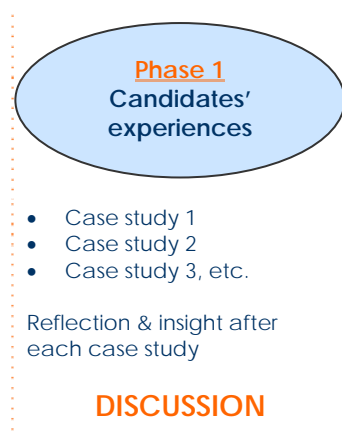 Phase 1
Candidates’
experiences
• Case study 1
• Case study 2
• Case study 3, etc.
Reflection & insight after
each case study
DISCUSSION